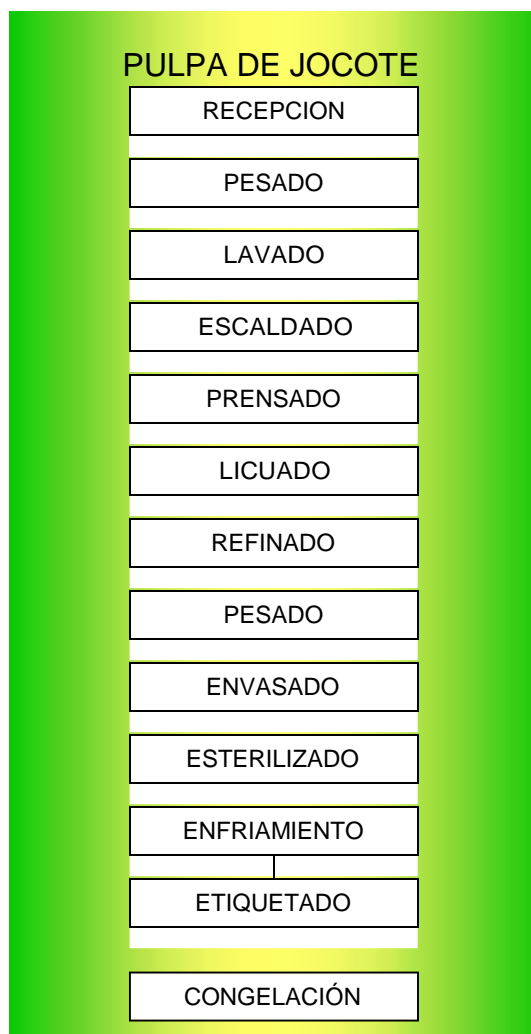 PULPA DE JOCOTE
RECEPCION
PESADO
LAVADO
ESCALDADO
PRENSADO
LICUADO
REFINADO
PESADO
ENVASADO
ESTERILIZADO
ENFRIAMIENTO
ETIQUETADO
CONGELACIÓN